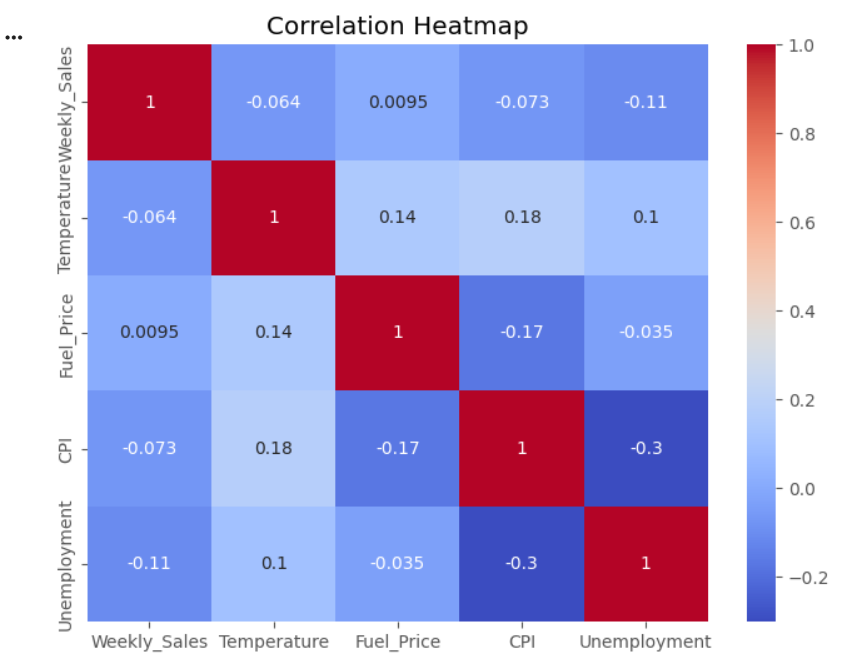 ...
Correlation Heatmap
Weekly_Sales 1 -0.064 0.0095 -0.073 -0.11
Temperature -0.064 1 0.14 0.18 0.1
Fuel_Price 0.0095 0.14 1 -0.17 -0.035
CPI -0.073 0.18 -0.17 1 -0.3
Unemployment -0.11 0.1 -0.035 -0.3 1
Weekly_Sales Temperature Fuel_Price CPI Unemployment
1.0
0.8
0.6
0.4
0.2
0.0
−0.2